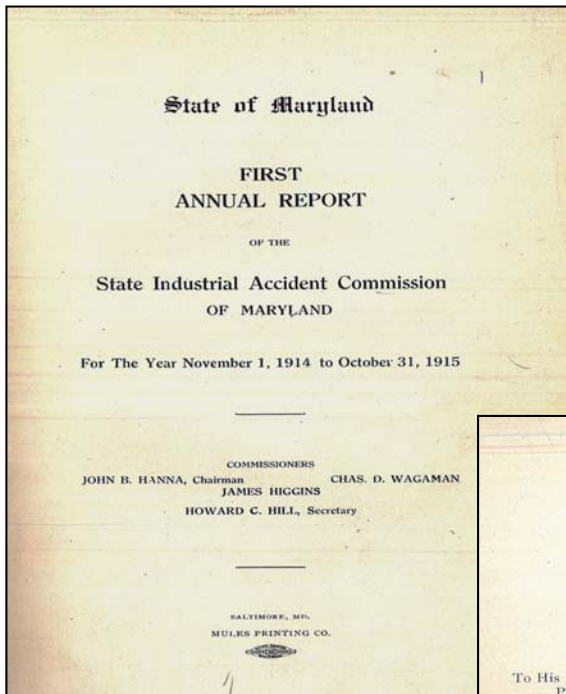 State of Maryland
FIRST
ANNUAL REPORT
OF THE
State Industrial Accident Commission
OF MARYLAND
For The Year November 1, 1914 to October 31, 1915
COMMISSIONERS
JOHN B. HANNA, Chairman CHAS. D. WAGAMAN
JAMES HIGGINS
HOWARD C. HILL, Secretary
BALTIMORE, MD.
MULES PRINTING CO.
To His